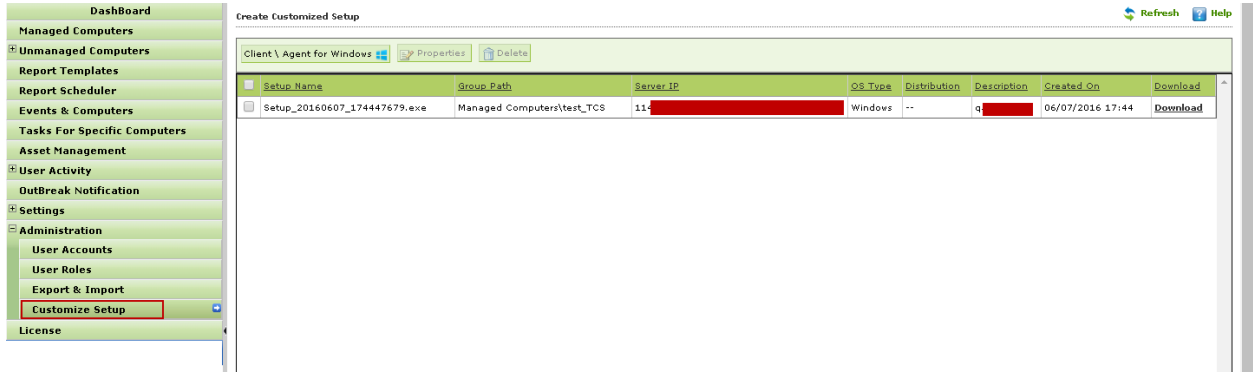 DashBoard
Managed Computers
Unmanaged Computers
Report Templates
Report Scheduler
Events & Computers
Tasks For Specific Computers
Asset Management
User Activity
OutBreak Notification
Settings
Administration
User Accounts
User Roles
Export & Import
Customize Setup
License
Create Customized Setup
Refresh Help
Client \ Agent for Windows Properties Delete
Setup Name Group Path Server IP OS Type Distribution Description Created On Download
Setup_20160607_174447679.exe Managed Computers\test_TCS 114 Windows -- q 06/07/2016 17:44 Download